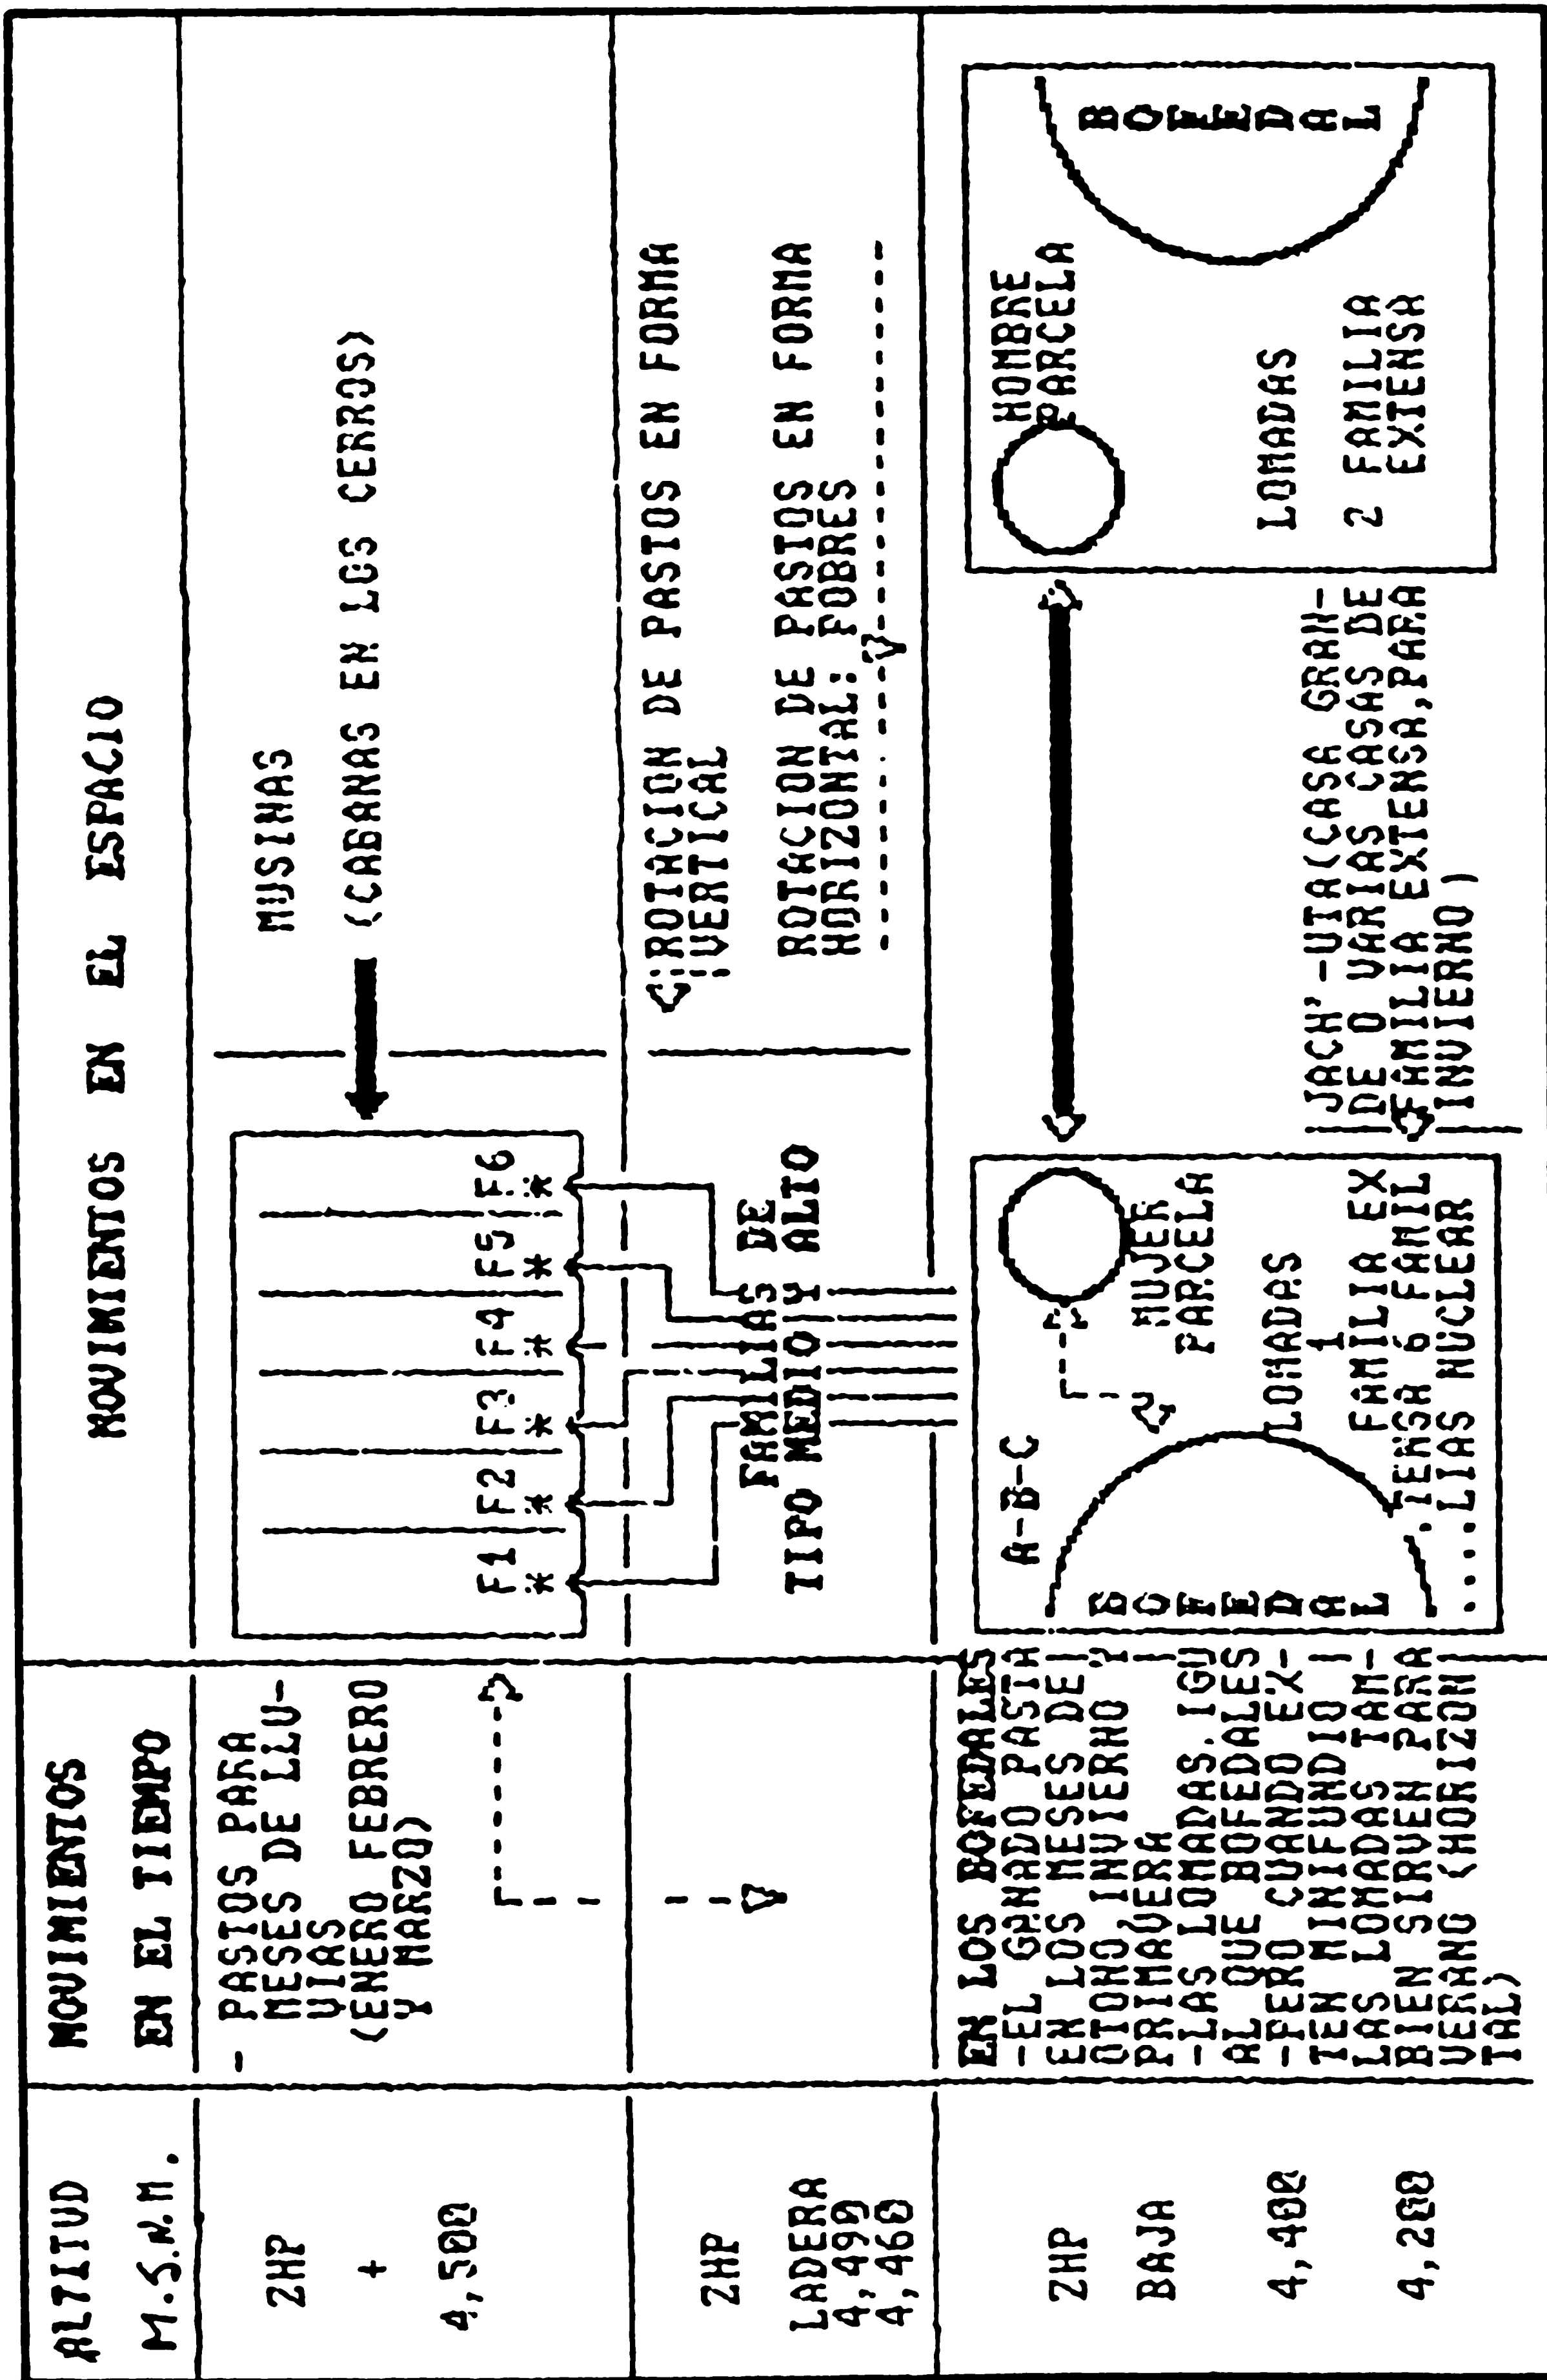 ALTITUD
M.S.N.M.
MOVIMIENTOS
EN EL TIEMPO
MOVIMIENTOS EN EL ESPACIO
ZHP
+
4,500
- PASTOS PARA
MESES DE LLU-
VIAS
(ENERO FEBRERO
Y MARZO)
F1 F2 F3 F4 F5 F6
* * * * * *
MUSINAS
(CABANAS EN LOS CERROS)
ZHP
LADERA
4,499
4,460
FAMILIAS DE
TIPO MEDIO Y ALTO
ROTACION DE PASTOS EN FORMA
VERTICAL
ROTACION DE PASTOS EN FORMA
HORIZONTAL: POBRES
ZHP
BAJA
4,400
4,200
EN LOS BOFEDALES
-EL GANADO PASTA
EN LOS MESES DE
OTOHO, INVIERNO Y
PRIMAVERA
-LAS LOMADAS. IGU
AL QUE BOFEDALES
-PERO CUANDO EX-
TEN MINIFUNDIO
LAS LOMADAS TAM-
BIEN SIRVEN PARA
VERANO (HORIZON
TAL)
A-B-C
BOFEDAL
MUJER
PARCELA
LOMADAS
1
FAMILIA EX
TENSA 6 FAMIL
LIAS NUCLEAR
JACH'-UTA(CASA GRAN-
DE O VARIAS CASAS DE
FAMILIA EXTENSA,PARA
INVIERNO)
HOMBRE
PARCELA
BOFEDAL
LOMADAS
2 FAMILIA
EXTENSA